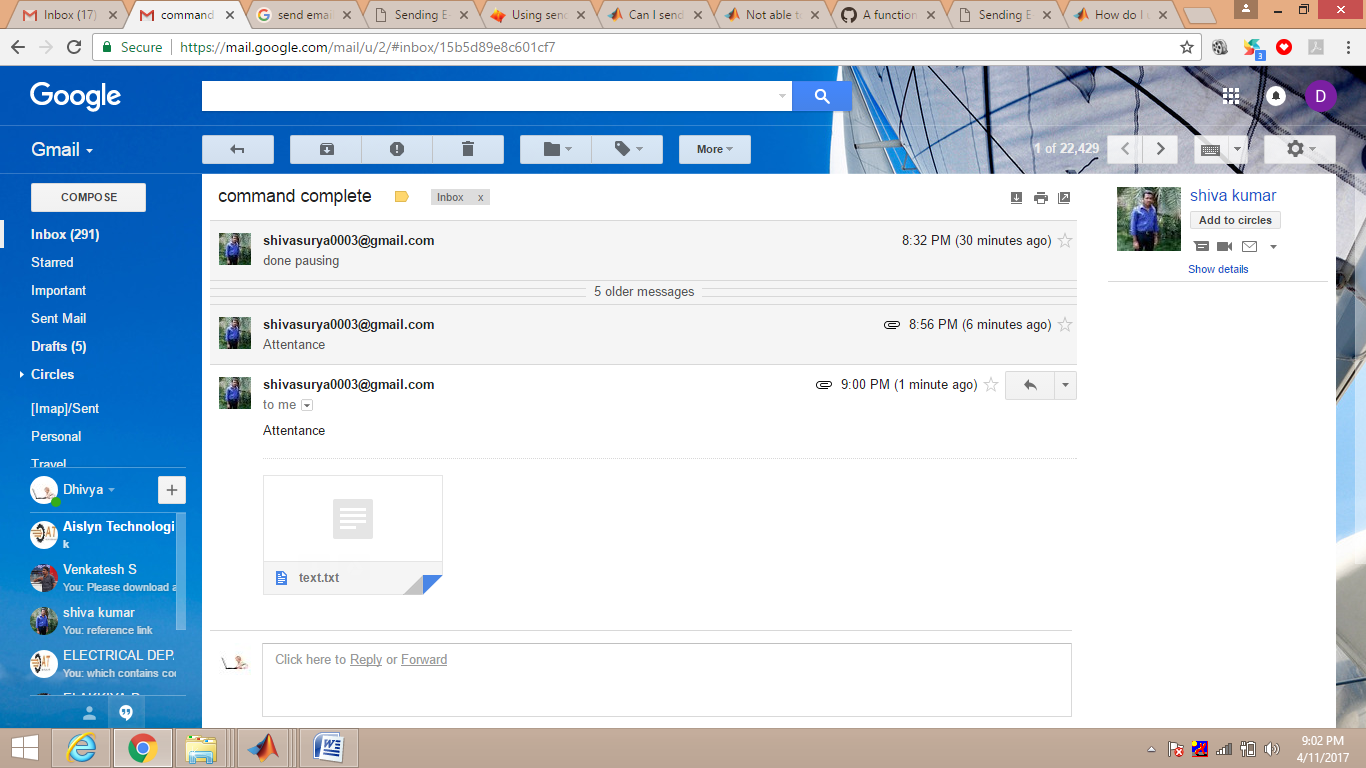 Inbox (17)
command
send emai
Sending E-
Using sen
Can I send
Not able t
A function
Sending E
How do I
Secure
https://mail.google.com/mail/u/2/#inbox/15b5d89e8c601cf7
3
Google
D
Gmail
More
1 of 22,429
COMPOSE
command complete
Inbox x
shiva kumar
Add to circles
Show details
Inbox (291)
Starred
Important
Sent Mail
Drafts (5)
Circles
[Imap]/Sent
Personal
Travel
shivasurya0003@gmail.com
8:32 PM (30 minutes ago)
done pausing
5 older messages
shivasurya0003@gmail.com
8:56 PM (6 minutes ago)
Attentance
shivasurya0003@gmail.com
9:00 PM (1 minute ago)
to me
Attentance
text.txt
Click here to Reply or Forward
Dhivya
Aislyn Technologi
k
Venkatesh S
You: Please download a
shiva kumar
You: reference link
ELECTRICAL DEP.
You: which contains co
9:02 PM
4/11/2017